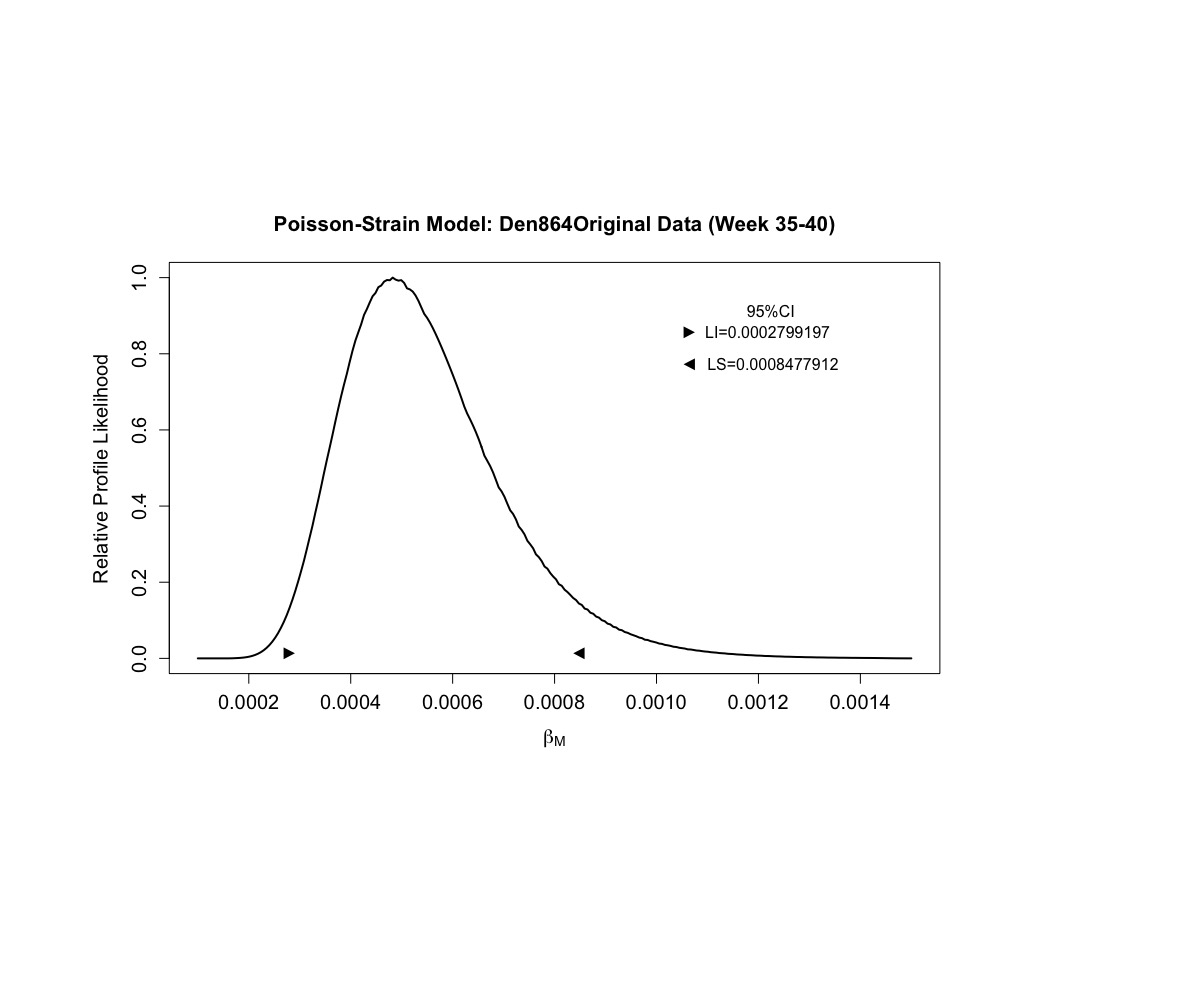 Poisson-Strain Model: Den864Original Data (Week 35-40)
Relative Profile Likelihood
1.0
0.8
0.6
0.4
0.2
0.0
95%CI
LI=0.0002799197
LS=0.0008477912
0.0002 0.0004 0.0006 0.0008 0.0010 0.0012 0.0014
βM